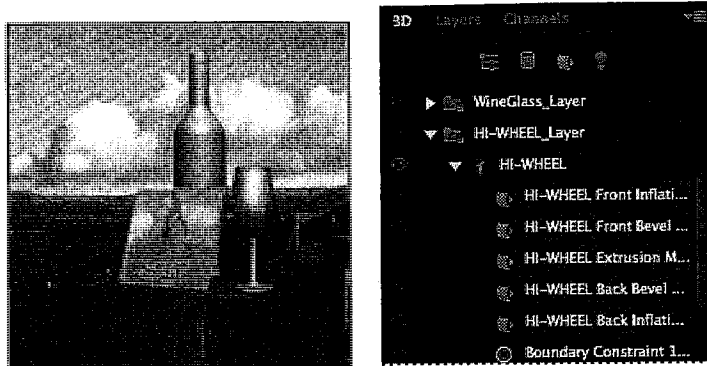 3D Layers Channels
WineGlass_Layer
HI-WHEEL_Layer
HI-WHEEL
HI-WHEEL Front Inflati...
HI-WHEEL Front Bevel ...
HI-WHEEL Extrusion M...
HI-WHEEL Back Bevel ...
HI-WHEEL Back Inflati...
Boundary Constraint 1...